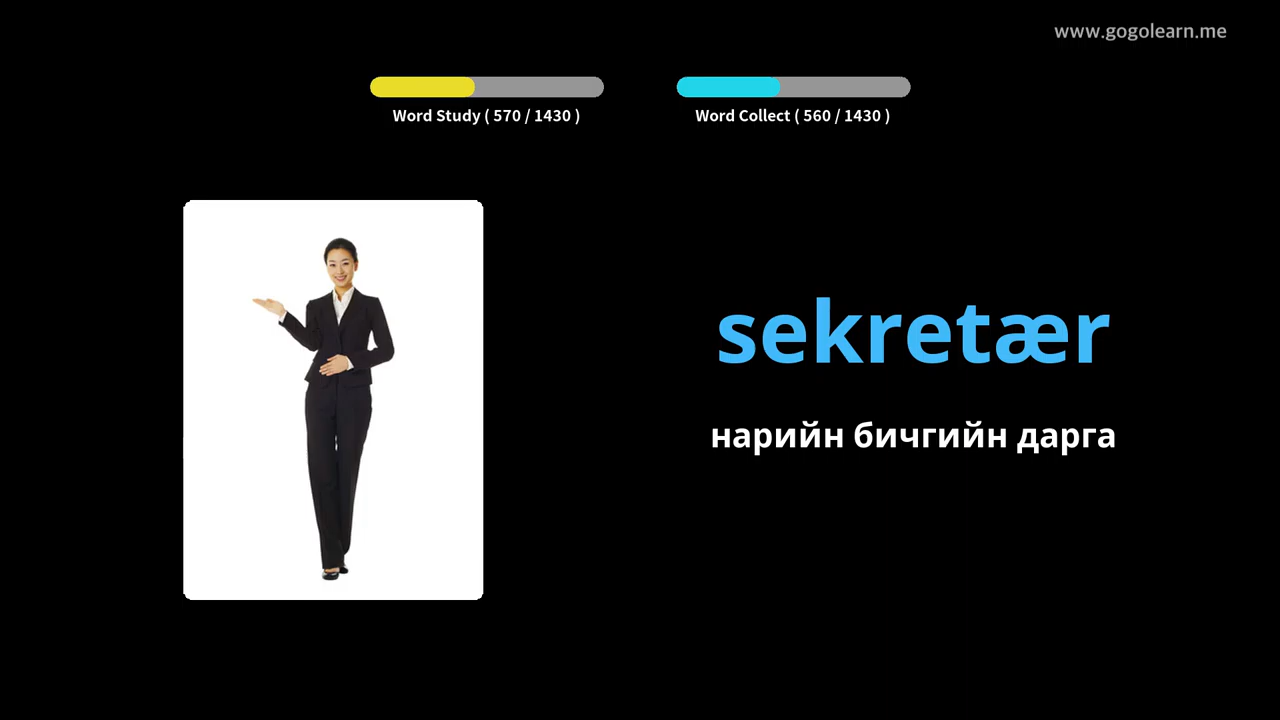 www.gogolearn.me
Word Study ( 570 / 1430 )
Word Collect ( 560 / 1430 )
sekretær
нарийн бичгийн дарга